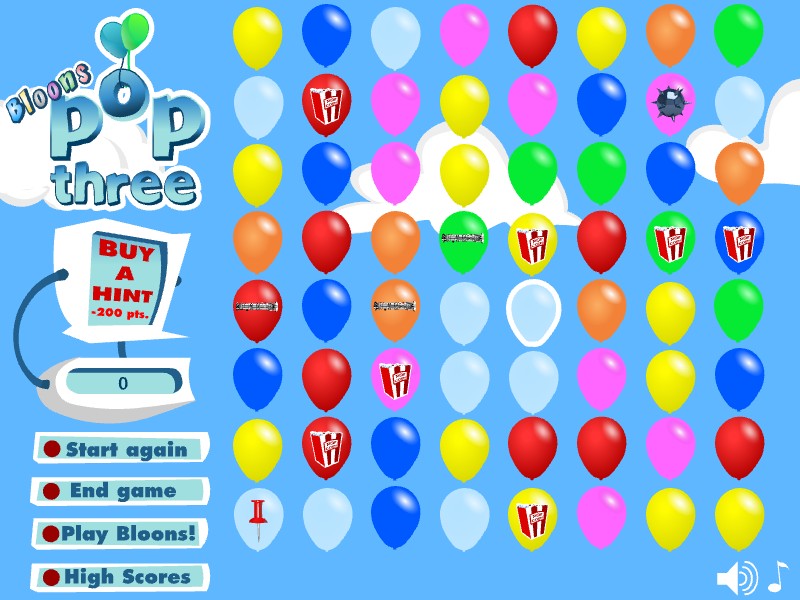 Bloons
pop
three
BUY
A
HINT
-200 pts.
0
Start again
End game
Play Bloons!
High Scores